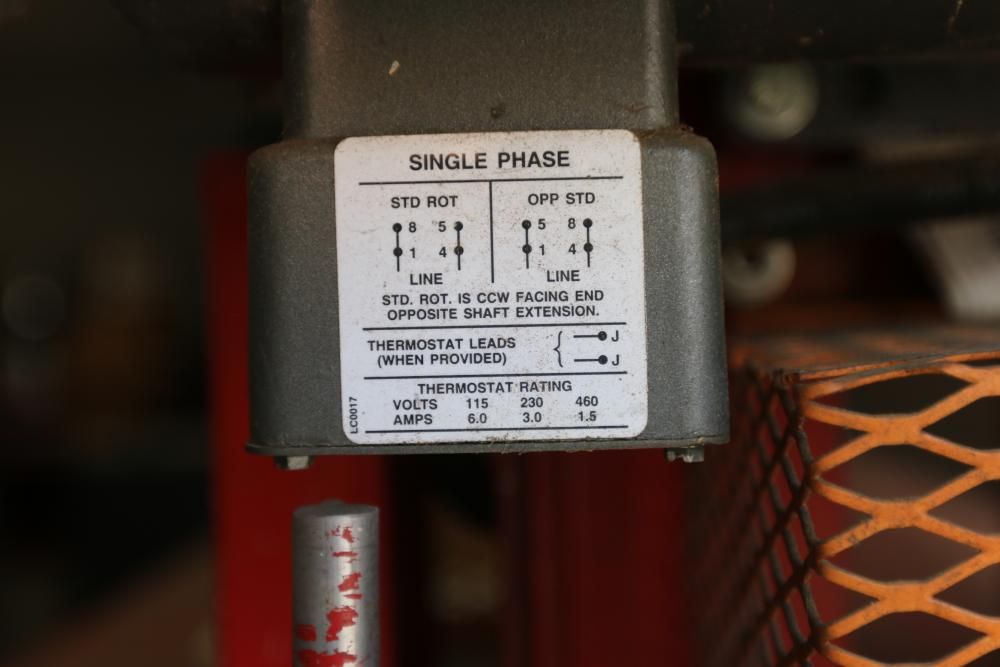 SINGLE PHASE
STD ROT
8 5
1 4
LINE
OPP STD
5 8
1 4
LINE
STD. ROT. IS CCW FACING END
OPPOSITE SHAFT EXTENSION.
THERMOSTAT LEADS
(WHEN PROVIDED)
J
J
THERMOSTAT RATING
VOLTS 115 230 460
AMPS 6.0 3.0 1.5
LC0017